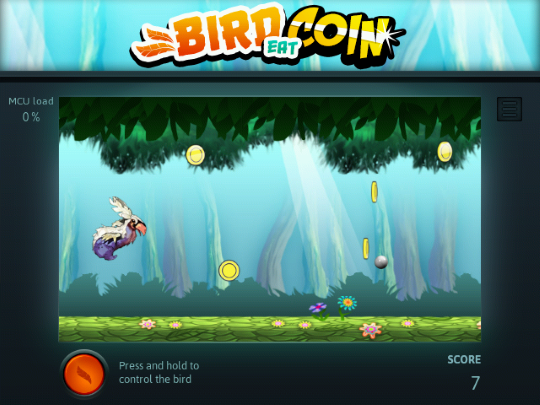 BIRD EAT COIN
MCU load
0 %
Press and hold to
control the bird
SCORE
7